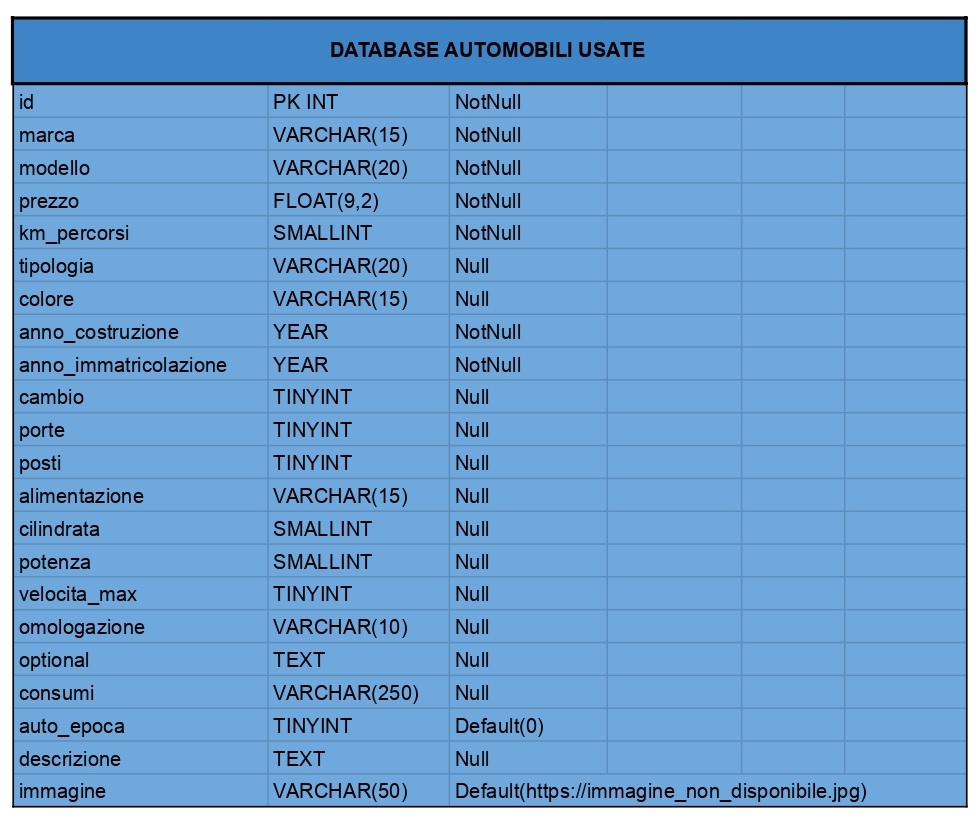 DATABASE AUTOMOBILI USATE
id PK INT NotNull
marca VARCHAR(15) NotNull
modello VARCHAR(20) NotNull
prezzo FLOAT(9,2) NotNull
km_percorsi SMALLINT NotNull
tipologia VARCHAR(20) Null
colore VARCHAR(15) Null
anno_costruzione YEAR NotNull
anno_immatricolazione YEAR NotNull
cambio TINYINT Null
porte TINYINT Null
posti TINYINT Null
alimentazione VARCHAR(15) Null
cilindrata SMALLINT Null
potenza SMALLINT Null
velocita_max TINYINT Null
omologazione VARCHAR(10) Null
optional TEXT Null
consumi VARCHAR(250) Null
auto_epoca TINYINT Default(0)
descrizione TEXT Null
immagine VARCHAR(50) Default(https://immagine_non_disponibile.jpg)